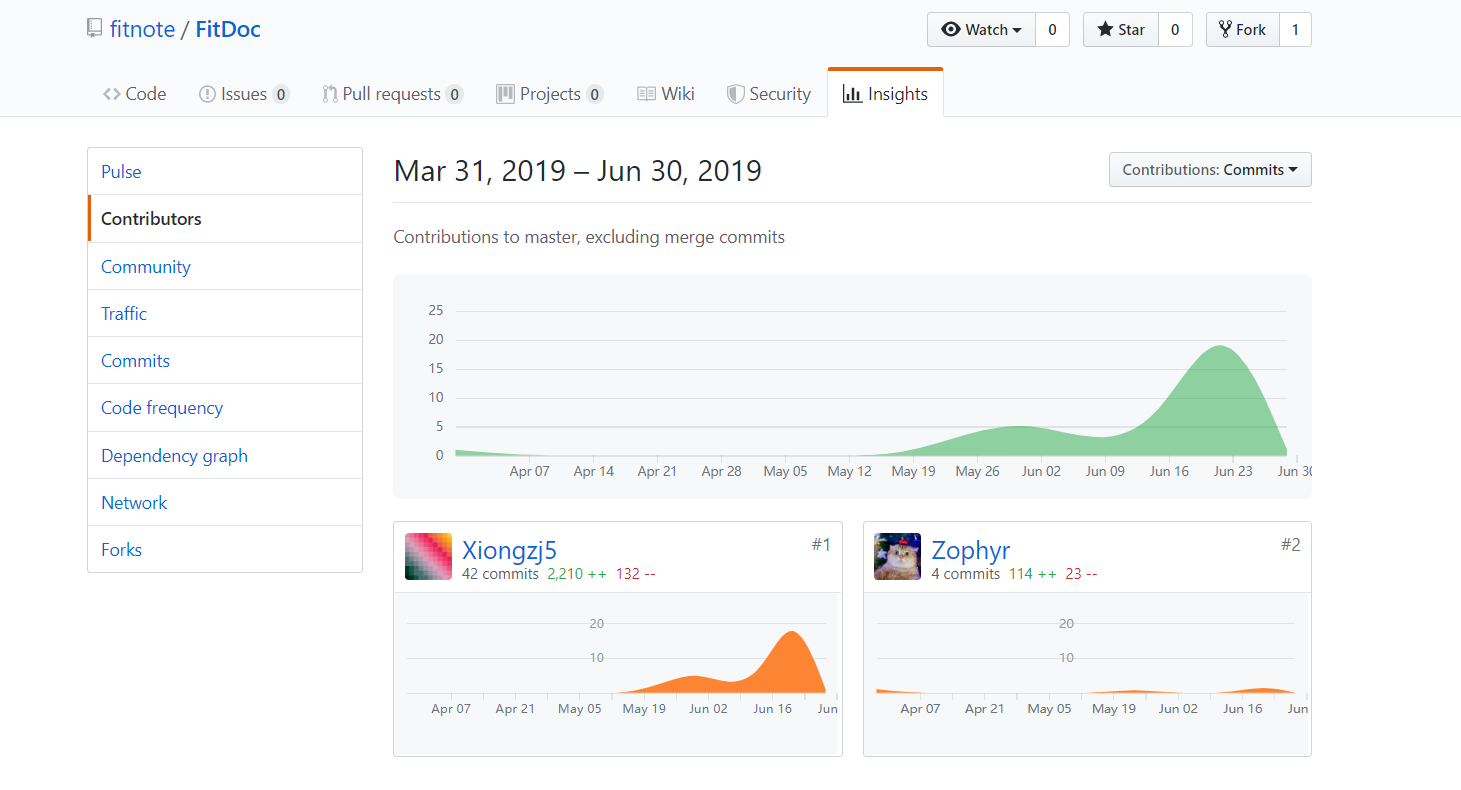 fitnote / FitDoc
Watch 0 Star 0 Fork 1
Code Issues 0 Pull requests 0 Projects 0 Wiki Security Insights
Pulse
Contributors
Community
Traffic
Commits
Code frequency
Dependency graph
Network
Forks
Mar 31, 2019 – Jun 30, 2019
Contributions: Commits
Contributions to master, excluding merge commits
25
20
15
10
5
0
Apr 07 Apr 14 Apr 21 Apr 28 May 05 May 12 May 19 May 26 Jun 02 Jun 09 Jun 16 Jun 23 Jun 30
Xiongzj5 #1
42 commits 2,210 ++ 132 --
20
10
Apr 07 Apr 21 May 05 May 19 Jun 02 Jun 16 Jun
Zophyr #2
4 commits 114 ++ 23 --
20
10
Apr 07 Apr 21 May 05 May 19 Jun 02 Jun 16 Jun